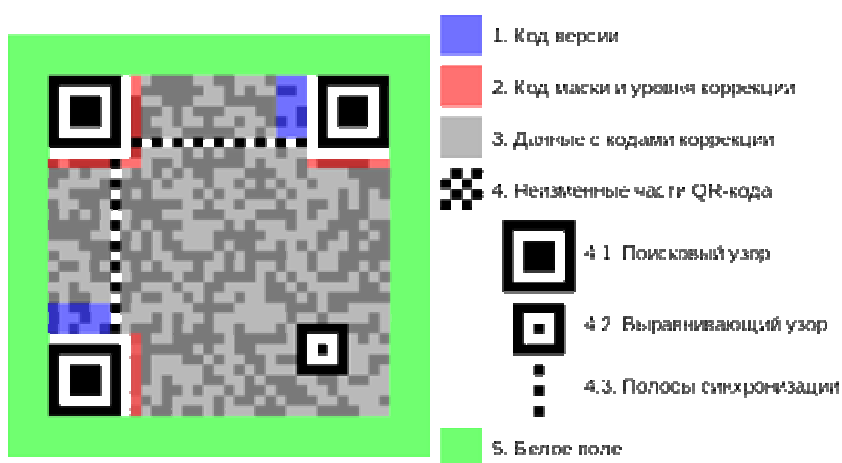 1. Код версии
2. Код маски и уровня коррекции
3. Данные с кодами коррекции
4. Неизменные части QR-кода
4.1. Поисковый узор
4.2. Выравнивающий узор
4.3. Полосы синхронизации
5. Белое поле